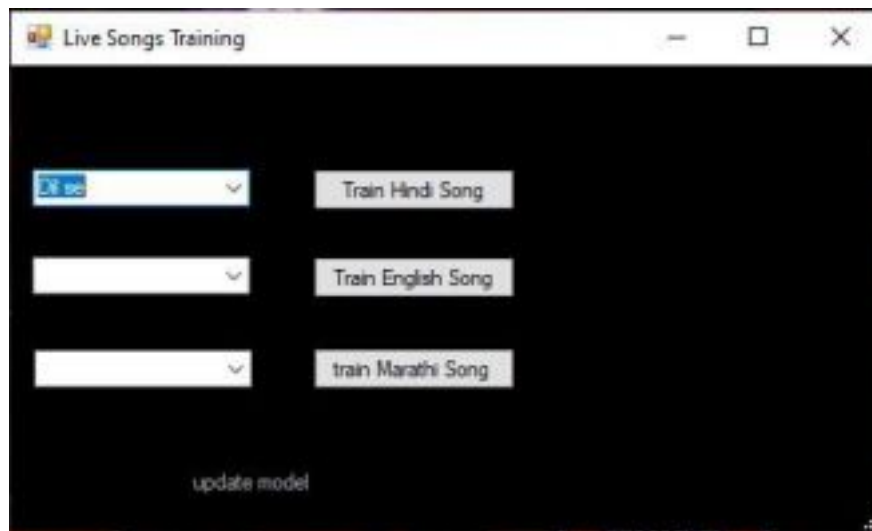 Live Songs Training
Dil se
Train Hindi Song
Train English Song
train Marathi Song
update model